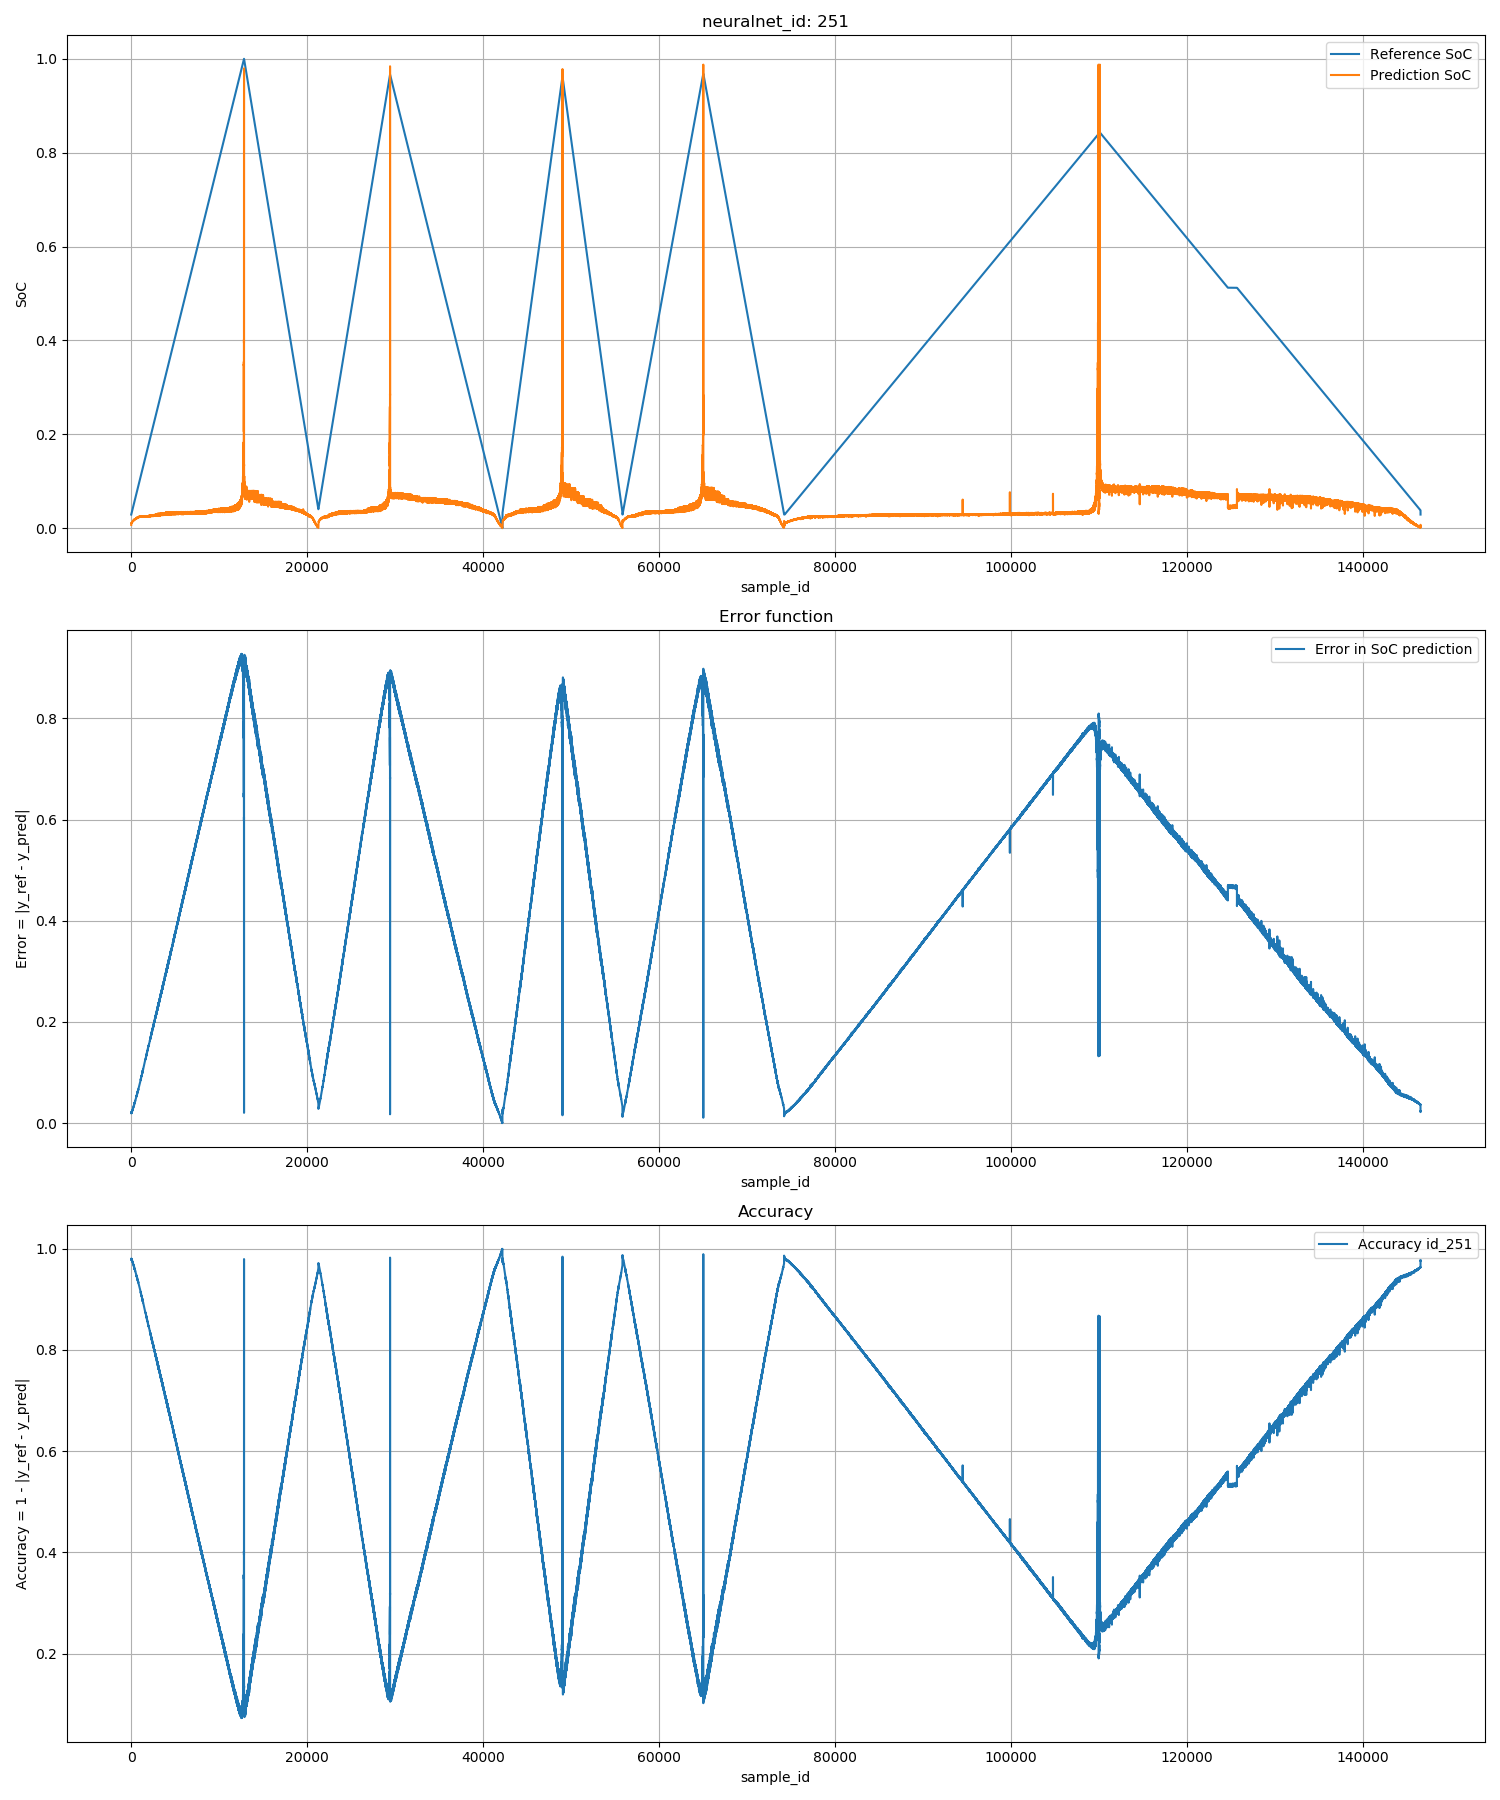 neuralnet_id: 251
Reference SoC
Prediction SoC
1.0
0.8
0.6
0.4
0.2
0.0
SoC
0 20000 40000 60000 80000 100000 120000 140000
sample_id
Error function
Error in SoC prediction
0.8
0.6
0.4
0.2
0.0
Error = |y_ref - y_pred|
0 20000 40000 60000 80000 100000 120000 140000
sample_id
Accuracy
Accuracy id_251
1.0
0.8
0.6
0.4
0.2
Accuracy = 1 - |y_ref - y_pred|
0 20000 40000 60000 80000 100000 120000 140000
sample_id